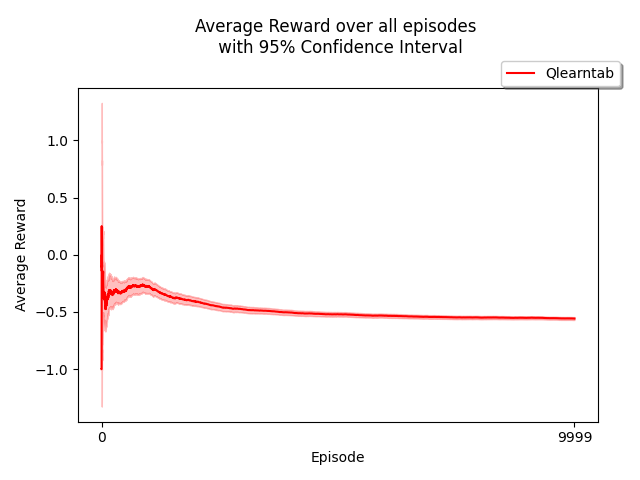 Average Reward over all episodes
with 95% Confidence Interval
Qlearntab
1.0
0.5
0.0
−0.5
−1.0
Average Reward
0
9999
Episode